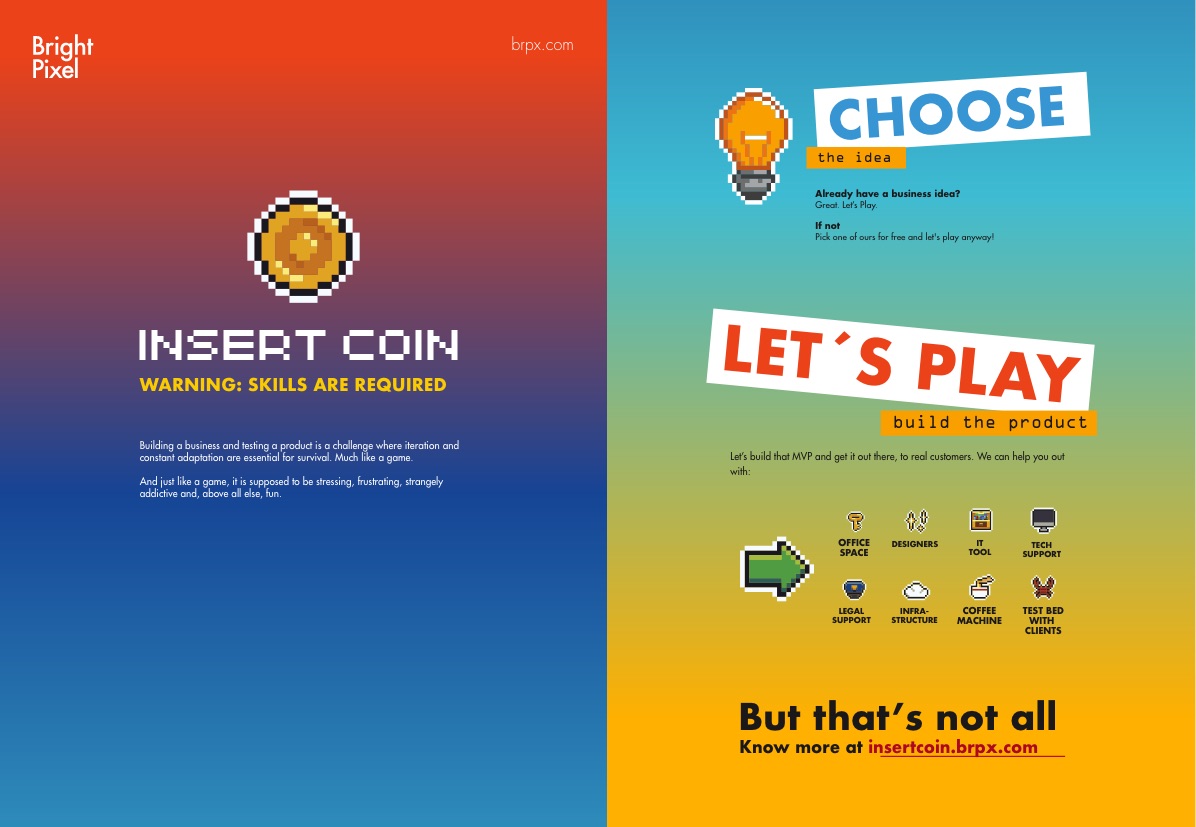 Bright
Pixel
brpx.com
INSERT COIN
WARNING: SKILLS ARE REQUIRED
Building a business and testing a product is a challenge where iteration and
constant adaptation are essential for survival. Much like a game.
And just like a game, it is supposed to be stressing, frustrating, strangely
addictive and, above all else, fun.
CHOOSE
the idea
Already have a business idea?
Great. Let's Play.
If not
Pick one of ours for free and let's play anyway!
LET´S PLAY
build the product
Let's build that MVP and get it out there, to real customers. We can help you out
with:
OFFICE
SPACE
DESIGNERS
IT
TOOL
TECH
SUPPORT
LEGAL
SUPPORT
INFRA-
STRUCTURE
COFFEE
MACHINE
TEST BED
WITH
CLIENTS
But that's not all
Know more at insertcoin.brpx.com